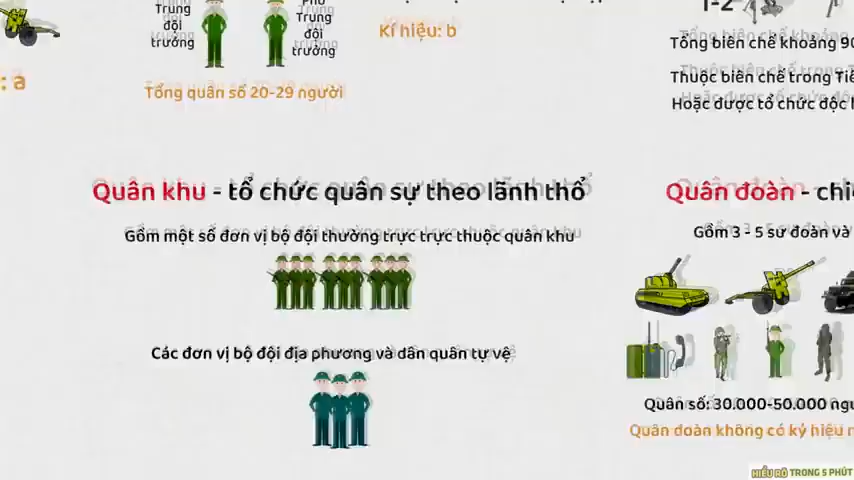 Trung
đội
trưởng
Phó
Trung
đội
trưởng
Kí hiệu: b
: a
Tổng quân số 20-29 người
1-2
Tổng biên chế khoảng 90
Thuộc biên chế trong Tiể
Hoặc được tổ chức độc l
Quân khu - tổ chức quân sự theo lãnh thổ
Gồm một số đơn vị bộ đội thường trực trực thuộc quân khu
Các đơn vị bộ đội địa phương và dân quân tự vệ
Quân đoàn - chi
Gồm 3 - 5 sư đoàn và
Quân số: 30.000-50.000 ngư
Quân đoàn không có ký hiệu r
HIỂU RÕ TRONG 5 PHÚT